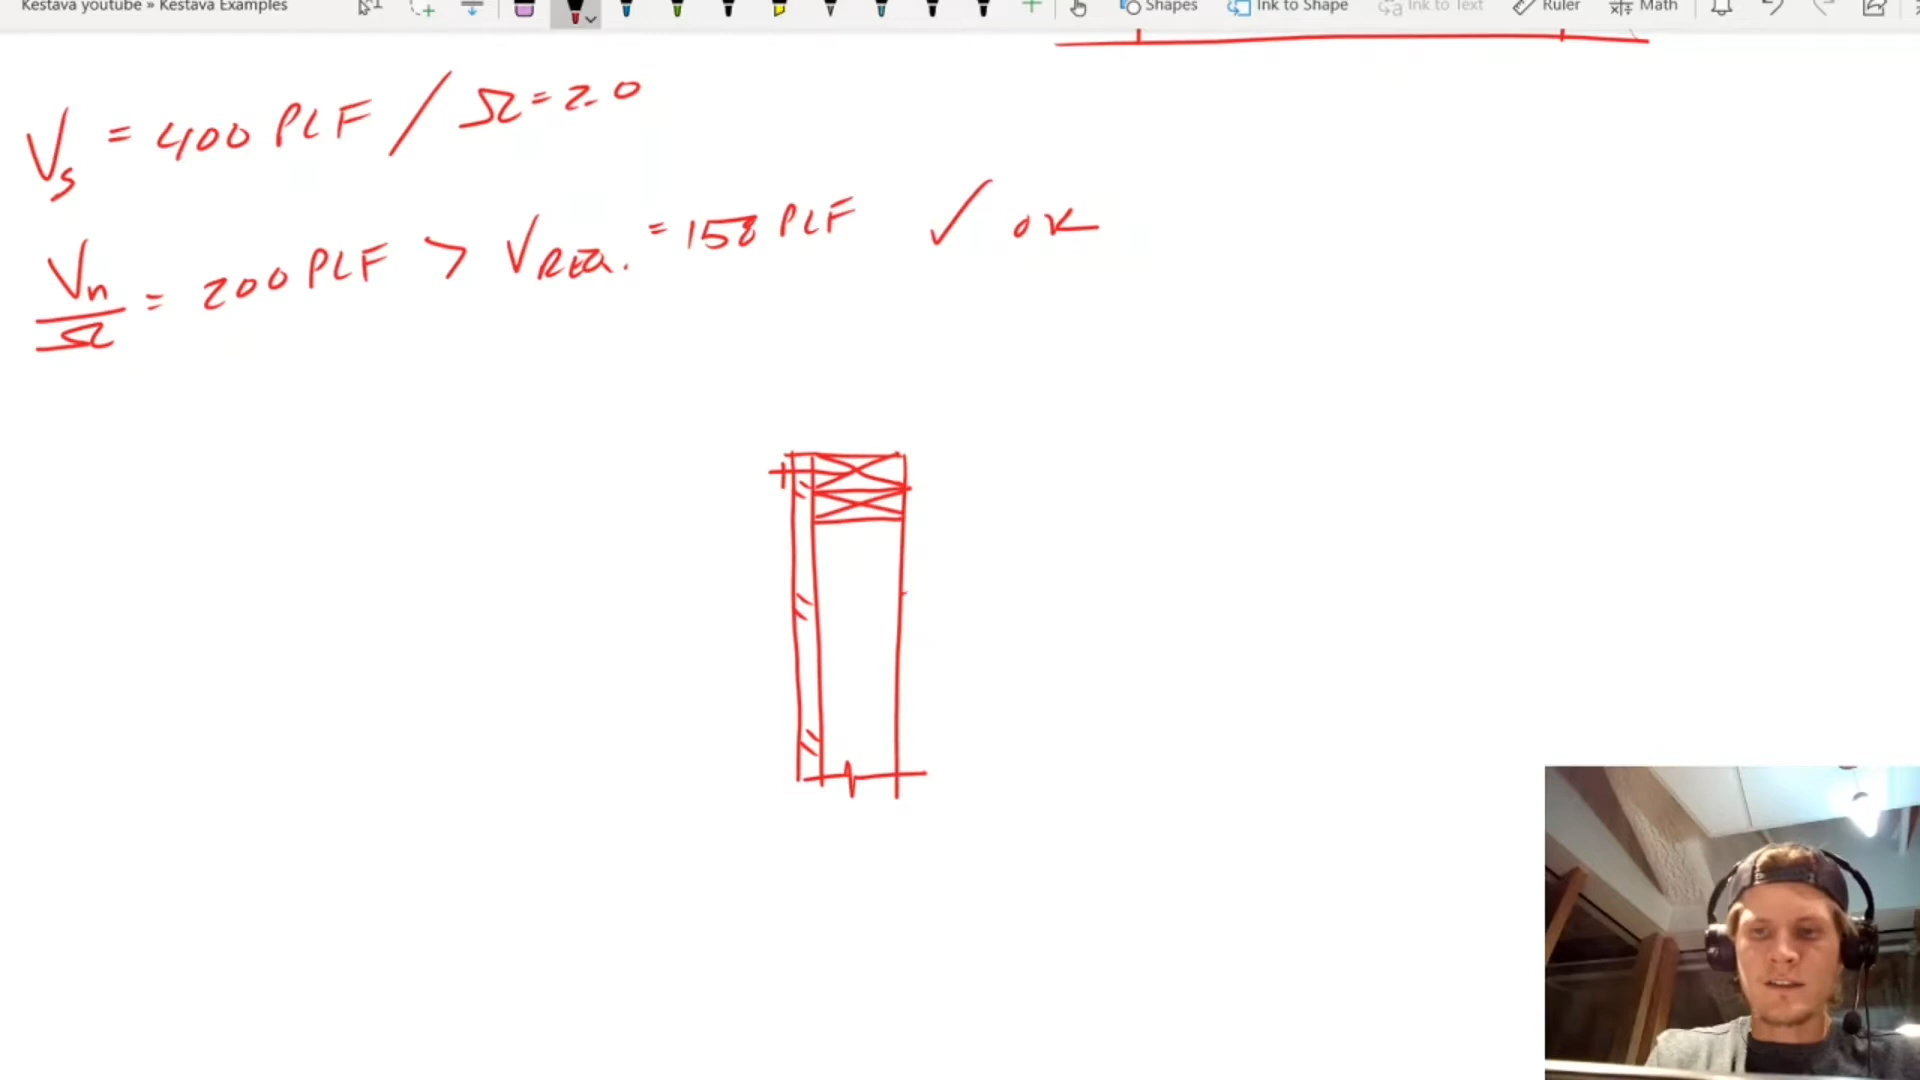 Kestava youtube » Kestava Examples
Shapes Ink to Shape Ink to Text Ruler Math
Vs = 400 PLF / Ω = 2.0
Vn/Ω = 200 PLF > VREQ. = 158 PLF ✓ OK